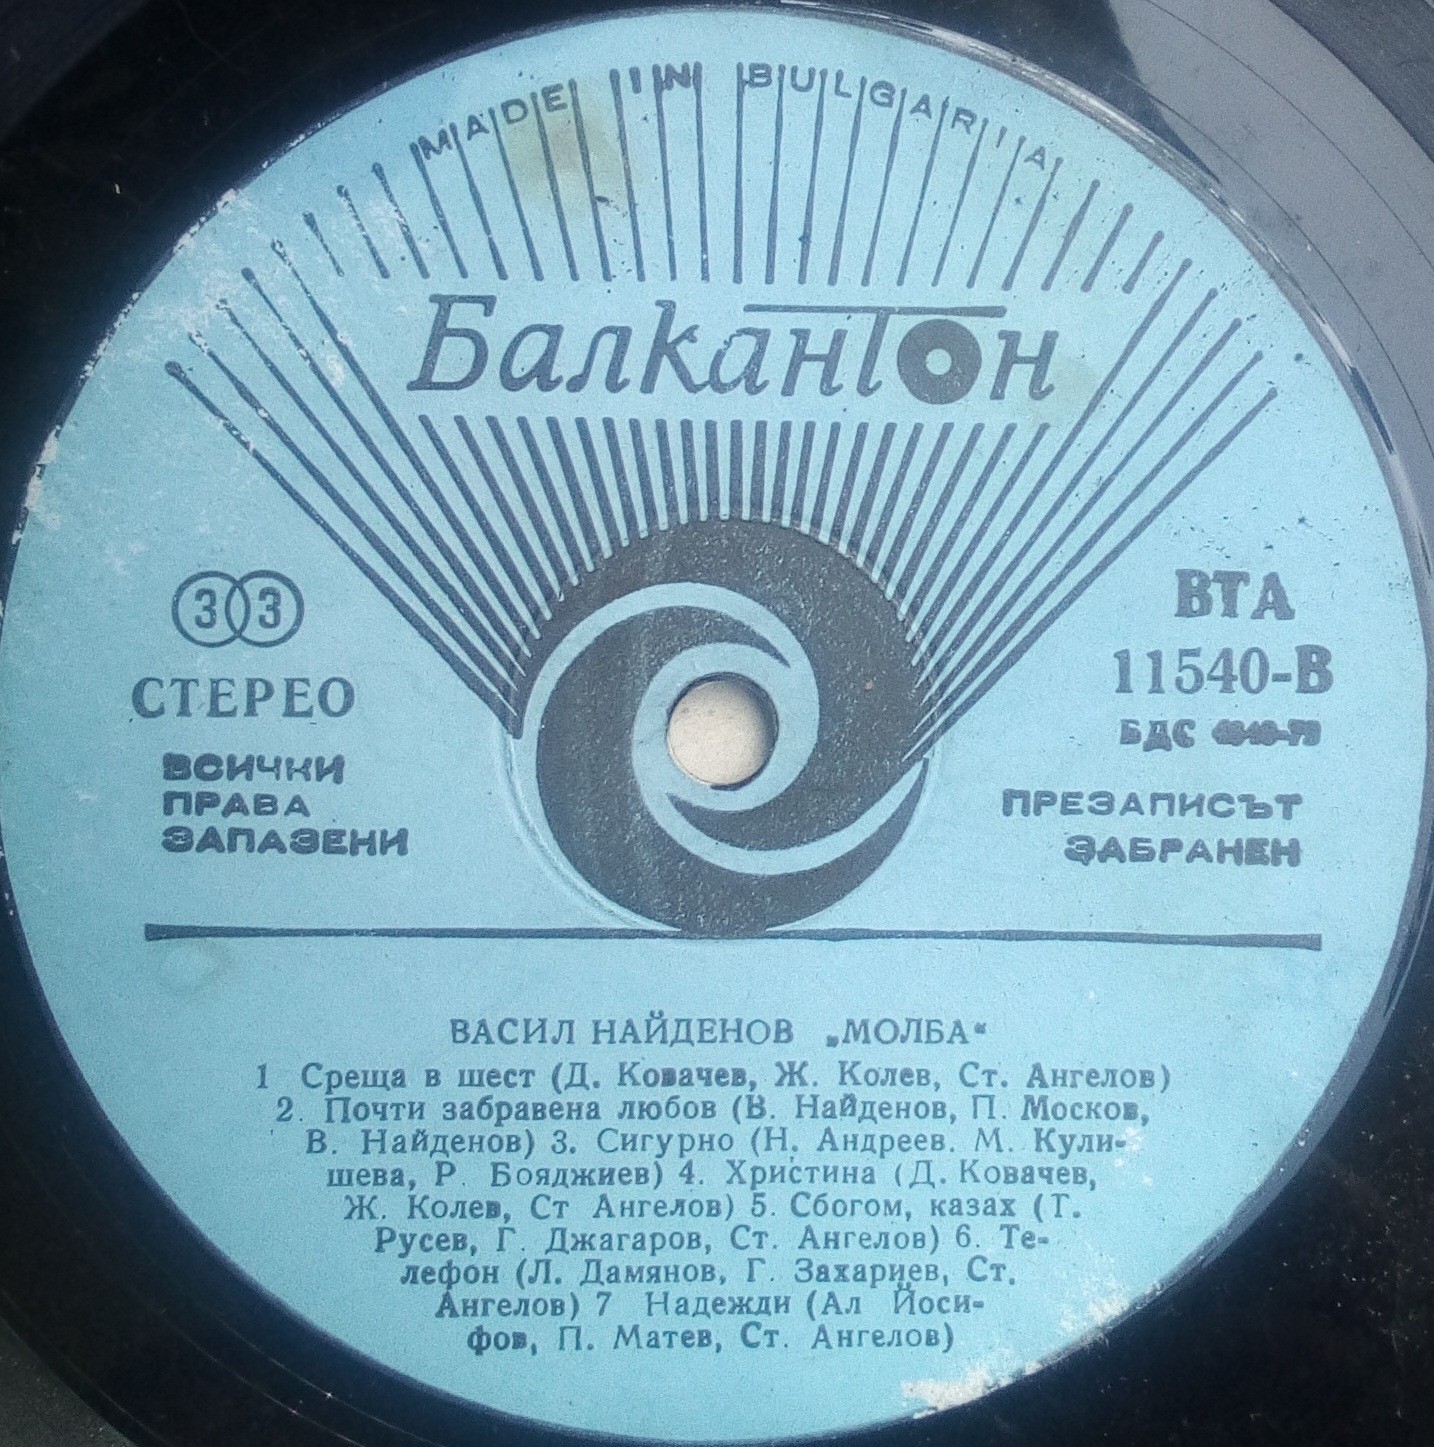 MADE IN BULGARIA
Балкантон
33
СТЕРЕО
ВСИЧКИ
ПРАВА
ЗАПАЗЕНИ
ВТА
11540-В
БДС
ПРЕЗАПИСЪТ
ЗАБРАНЕН
ВАСИЛ НАЙДЕНОВ „МОЛБА“
1 Среща в шест (Д. Ковачев, Ж. Колев, Ст. Ангелов)
2. Почти забравена любов (В. Найденов, П. Москов,
В. Найденов) 3. Сигурно (Н. Андреев. М. Кули-
шева, Р. Бояджиев) 4. Христина (Д. Ковачев,
Ж. Колев, Ст Ангелов) 5. Сбогом, казах (Г.
Русев, Г. Джагаров, Ст. Ангелов) 6. Те-
лефон (Л. Дамянов, Г. Захариев, Ст.
Ангелов) 7 Надежди (Ал Йоси-
фов, П. Матев, Ст. Ангелов)